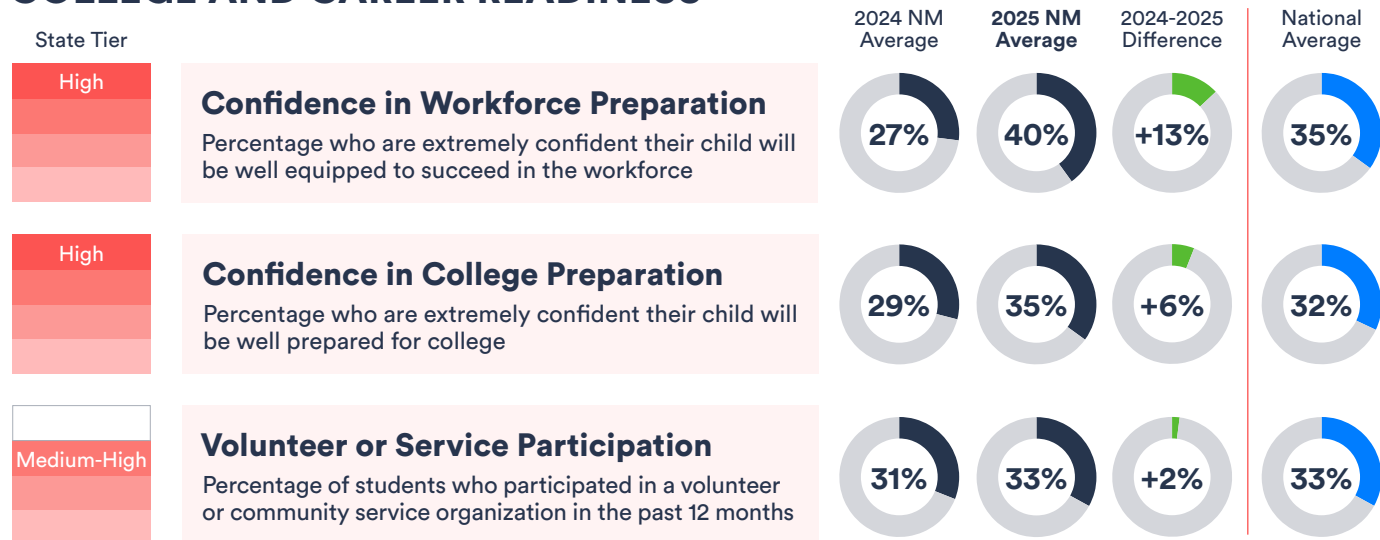 COLLEGE AND CAREER READINESS
State Tier
2024 NM
Average
2025 NM
Average
2024-2025
Difference
National
Average
High
Confidence in Workforce Preparation
Percentage who are extremely confident their child will
be well equipped to succeed in the workforce
27%
40%
+13%
35%
High
Confidence in College Preparation
Percentage who are extremely confident their child will
be well prepared for college
29%
35%
+6%
32%
Medium-High
Volunteer or Service Participation
Percentage of students who participated in a volunteer
or community service organization in the past 12 months
31%
33%
+2%
33%